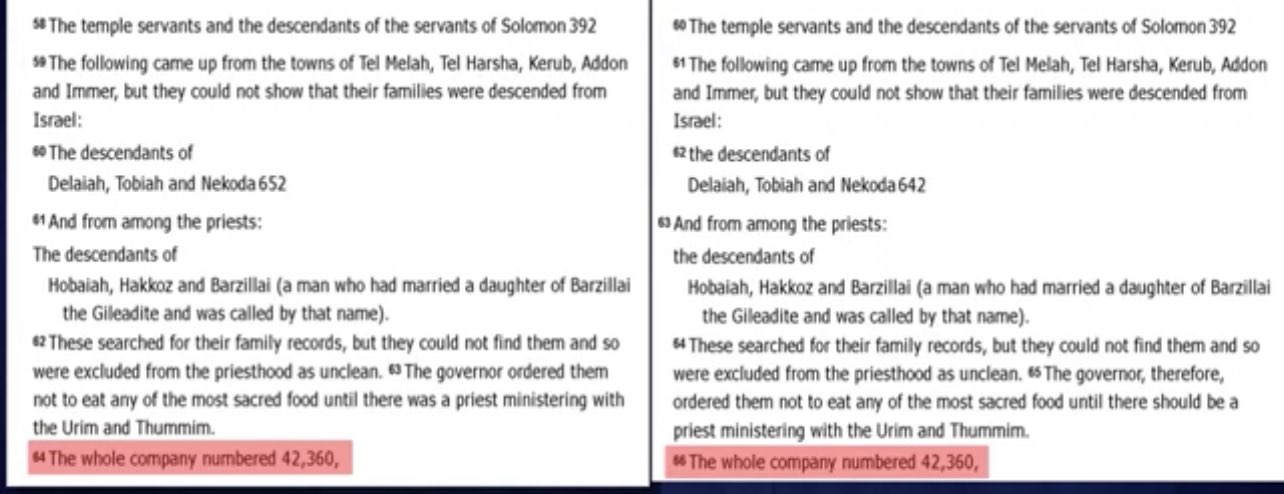 58 The temple servants and the descendants of the servants of Solomon 392
59 The following came up from the towns of Tel Melah, Tel Harsha, Kerub, Addon
and Immer, but they could not show that their families were descended from
Israel:
60 The descendants of
Delaiah, Tobiah and Nekoda 652
61 And from among the priests:
The descendants of
Hobaiah, Hakkoz and Barzillai (a man who had married a daughter of Barzillai
the Gileadite and was called by that name).
62 These searched for their family records, but they could not find them and so
were excluded from the priesthood as unclean. 63 The governor ordered them
not to eat any of the most sacred food until there was a priest ministering with
the Urim and Thummim.
64 The whole company numbered 42,360,
60 The temple servants and the descendants of the servants of Solomon 392
61 The following came up from the towns of Tel Melah, Tel Harsha, Kerub, Addon
and Immer, but they could not show that their families were descended from
Israel:
62 the descendants of
Delaiah, Tobiah and Nekoda 642
63 And from among the priests:
the descendants of
Hobaiah, Hakkoz and Barzillai (a man who had married a daughter of Barzillai
the Gileadite and was called by that name).
64 These searched for their family records, but they could not find them and so
were excluded from the priesthood as unclean. 65 The governor, therefore,
ordered them not to eat any of the most sacred food until there should be a
priest ministering with the Urim and Thummim.
66 The whole company numbered 42,360,